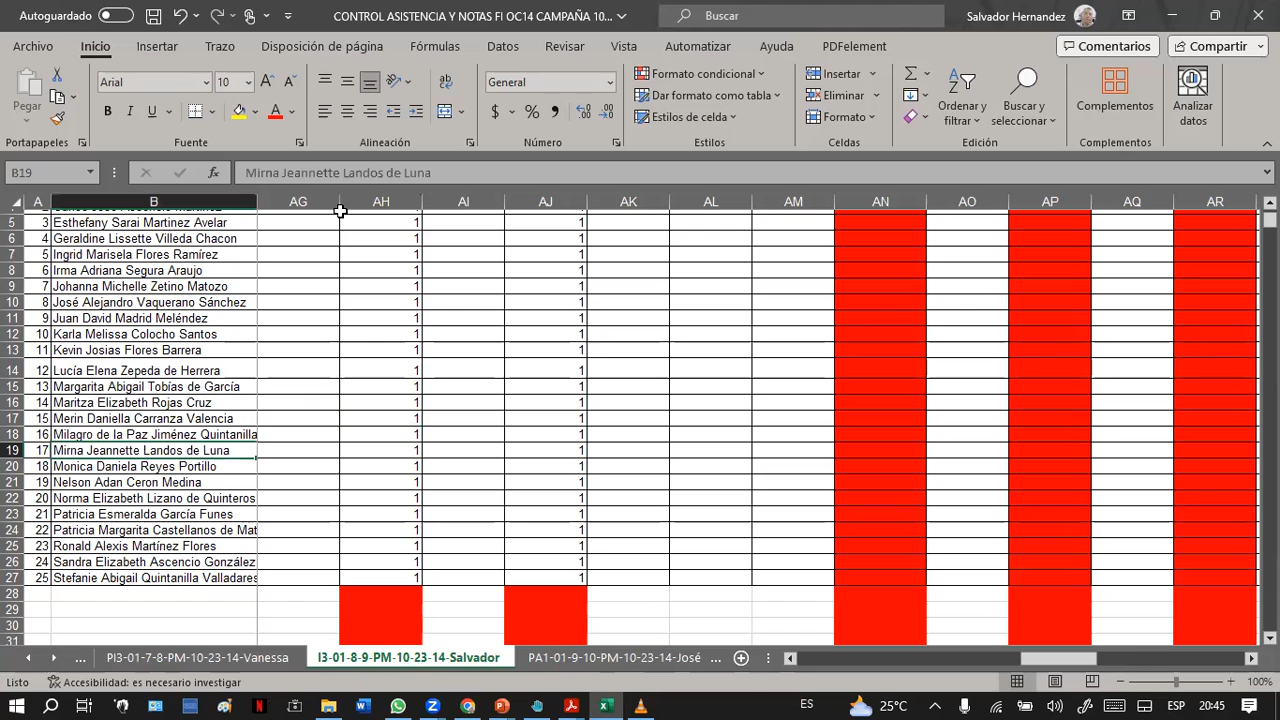 Autoguardado
CONTROL ASISTENCIA Y NOTAS FI OC14 CAMPAÑA 10...
Buscar
Salvador Hernandez
Archivo Inicio Insertar Trazo Disposición de página Fórmulas Datos Revisar Vista Automatizar Ayuda PDFelement
Comentarios Compartir
Pegar
Portapapeles
Arial 10
N K S
Fuente
Alineación
General
$ % ,
Número
Formato condicional
Dar formato como tabla
Estilos de celda
Estilos
Insertar
Eliminar
Formato
Celdas
Ordenar y filtrar
Buscar y seleccionar
Edición
Complementos
Complementos
Analizar datos
B19 fx Mirna Jeannette Landos de Luna
A B AG AH AI AJ AK AL AM AN AO AP AQ AR
5 3 Esthefany Sarai Martinez Avelar 1 1
6 4 Geraldine Lissette Villeda Chacon 1 1
7 5 Ingrid Marisela Flores Ramírez 1 1
8 6 Irma Adriana Segura Araujo 1 1
9 7 Johanna Michelle Zetino Matozo 1 1
10 8 José Alejandro Vaquerano Sánchez 1 1
11 9 Juan David Madrid Meléndez 1 1
12 10 Karla Melissa Colocho Santos 1 1
13 11 Kevin Josias Flores Barrera 1 1
14 12 Lucía Elena Zepeda de Herrera 1 1
15 13 Margarita Abigail Tobías de García 1 1
16 14 Maritza Elizabeth Rojas Cruz 1 1
17 15 Merin Daniella Carranza Valencia 1 1
18 16 Milagro de la Paz Jiménez Quintanilla 1 1
19 17 Mirna Jeannette Landos de Luna 1 1
20 18 Monica Daniela Reyes Portillo 1 1
21 19 Nelson Adan Ceron Medina 1 1
22 20 Norma Elizabeth Lizano de Quinteros 1 1
23 21 Patricia Esmeralda García Funes 1 1
24 22 Patricia Margarita Castellanos de Mat 1 1
25 23 Ronald Alexis Martínez Flores 1 1
26 24 Sandra Elizabeth Ascencio González 1 1
27 25 Stefanie Abigail Quintanilla Valladares 1 1
28
29
30
31
... PI3-01-7-8-PM-10-23-14-Vanessa I3-01-8-9-PM-10-23-14-Salvador PA1-01-9-10-PM-10-23-14-José ...
Listo Accesibilidad: es necesario investigar 100%
ES 25°C ESP 20:45